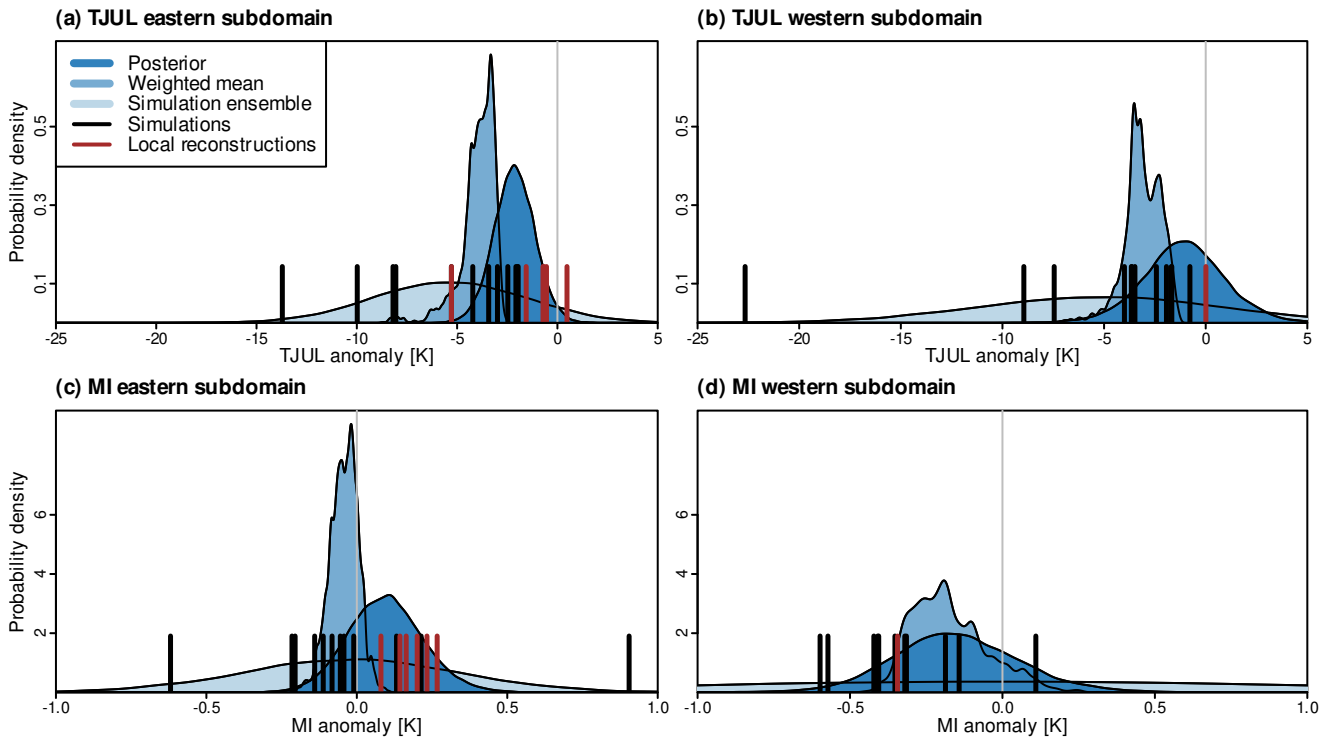 (a) TJUL eastern subdomain
Posterior
Weighted mean
Simulation ensemble
Simulations
Local reconstructions
Probability density
0.1 0.3 0.5
-25 -20 -15 -10 -5 0 5
TJUL anomaly [K]
(b) TJUL western subdomain
0.1 0.3 0.5
-25 -20 -15 -10 -5 0 5
TJUL anomaly [K]
(c) MI eastern subdomain
Probability density
2 4 6
-1.0 -0.5 0.0 0.5 1.0
MI anomaly [K]
(d) MI western subdomain
2 4 6
-1.0 -0.5 0.0 0.5 1.0
MI anomaly [K]